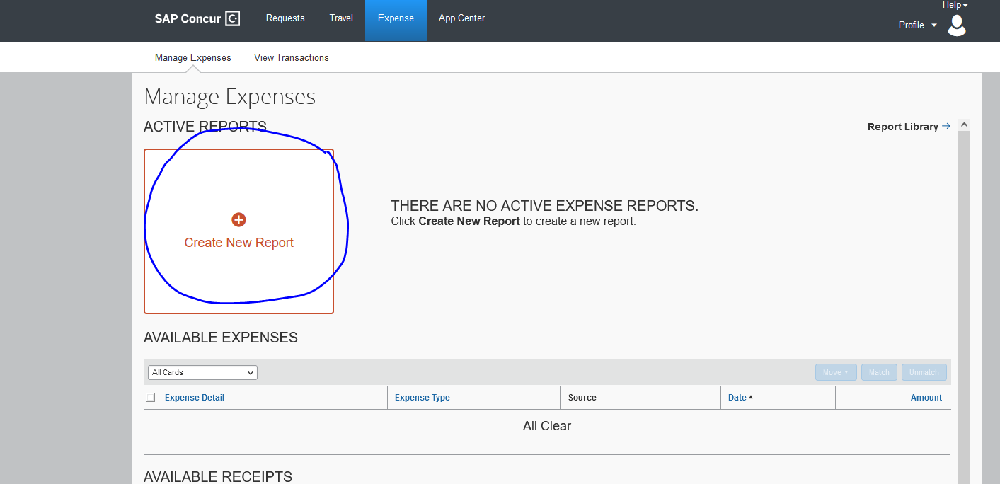 SAP Concur C Requests Travel Expense App Center Help
Profile
Manage Expenses View Transactions
Manage Expenses
ACTIVE REPORTS
Report Library →
Create New Report
THERE ARE NO ACTIVE EXPENSE REPORTS.
Click Create New Report to create a new report.
AVAILABLE EXPENSES
All Cards Move Match Unmatch
Expense Detail Expense Type Source Date Amount
All Clear
AVAILABLE RECEIPTS